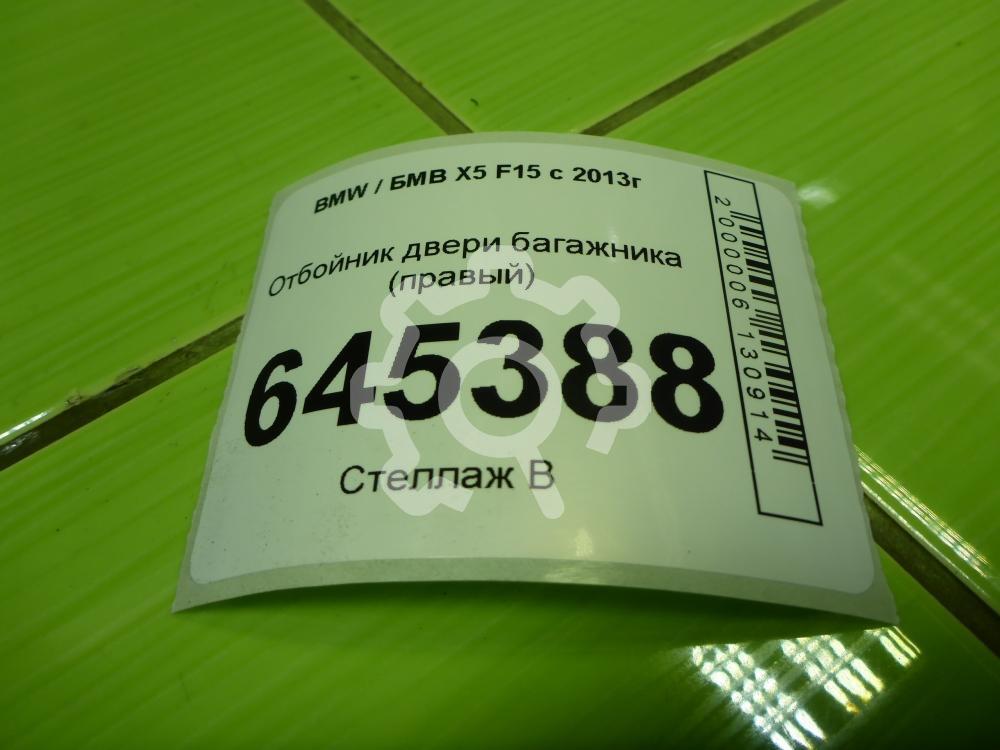 BMW / БМВ X5 F15 с 2013г
Отбойник двери багажника
(правый)
645388
Стеллаж В
2000006130914